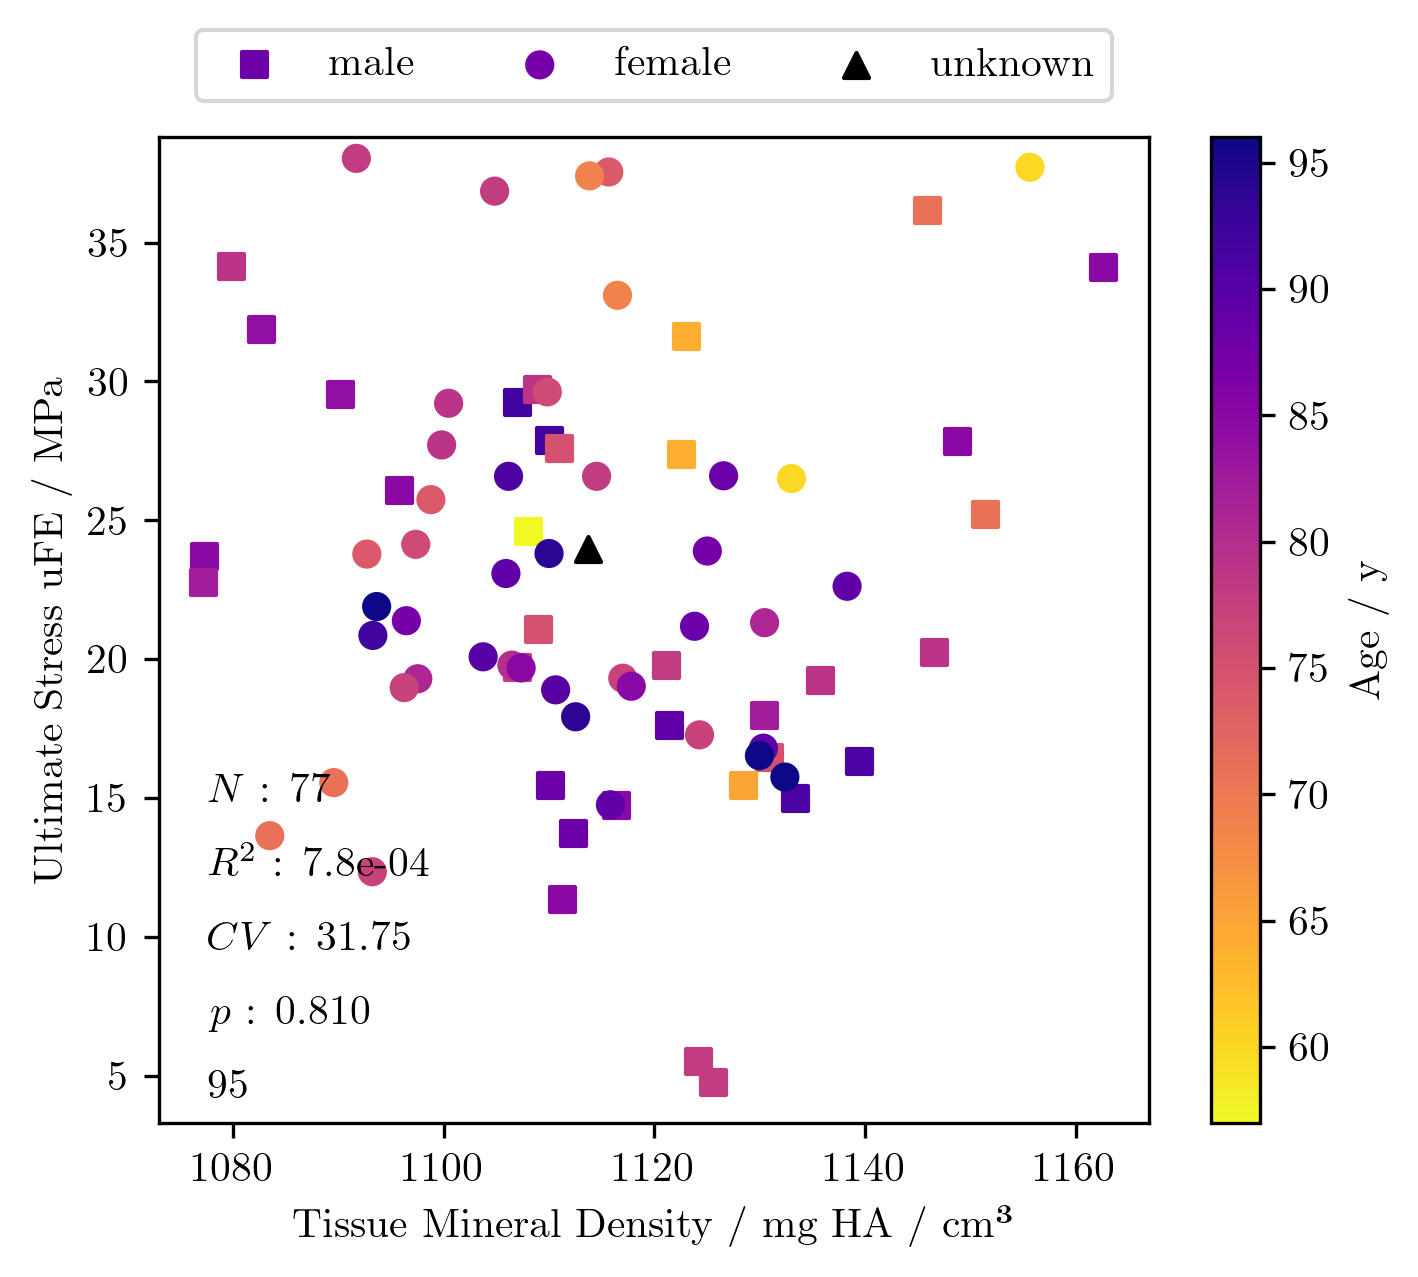 male female unknown
35
30
25
20
15
10
5
Ultimate Stress uFE / MPa
N : 77
R² : 7.8e-04
CV : 31.75
p : 0.810
95
1080 1100 1120 1140 1160
Tissue Mineral Density / mg HA / cm³
95
90
85
80
75
70
65
60
Age / y